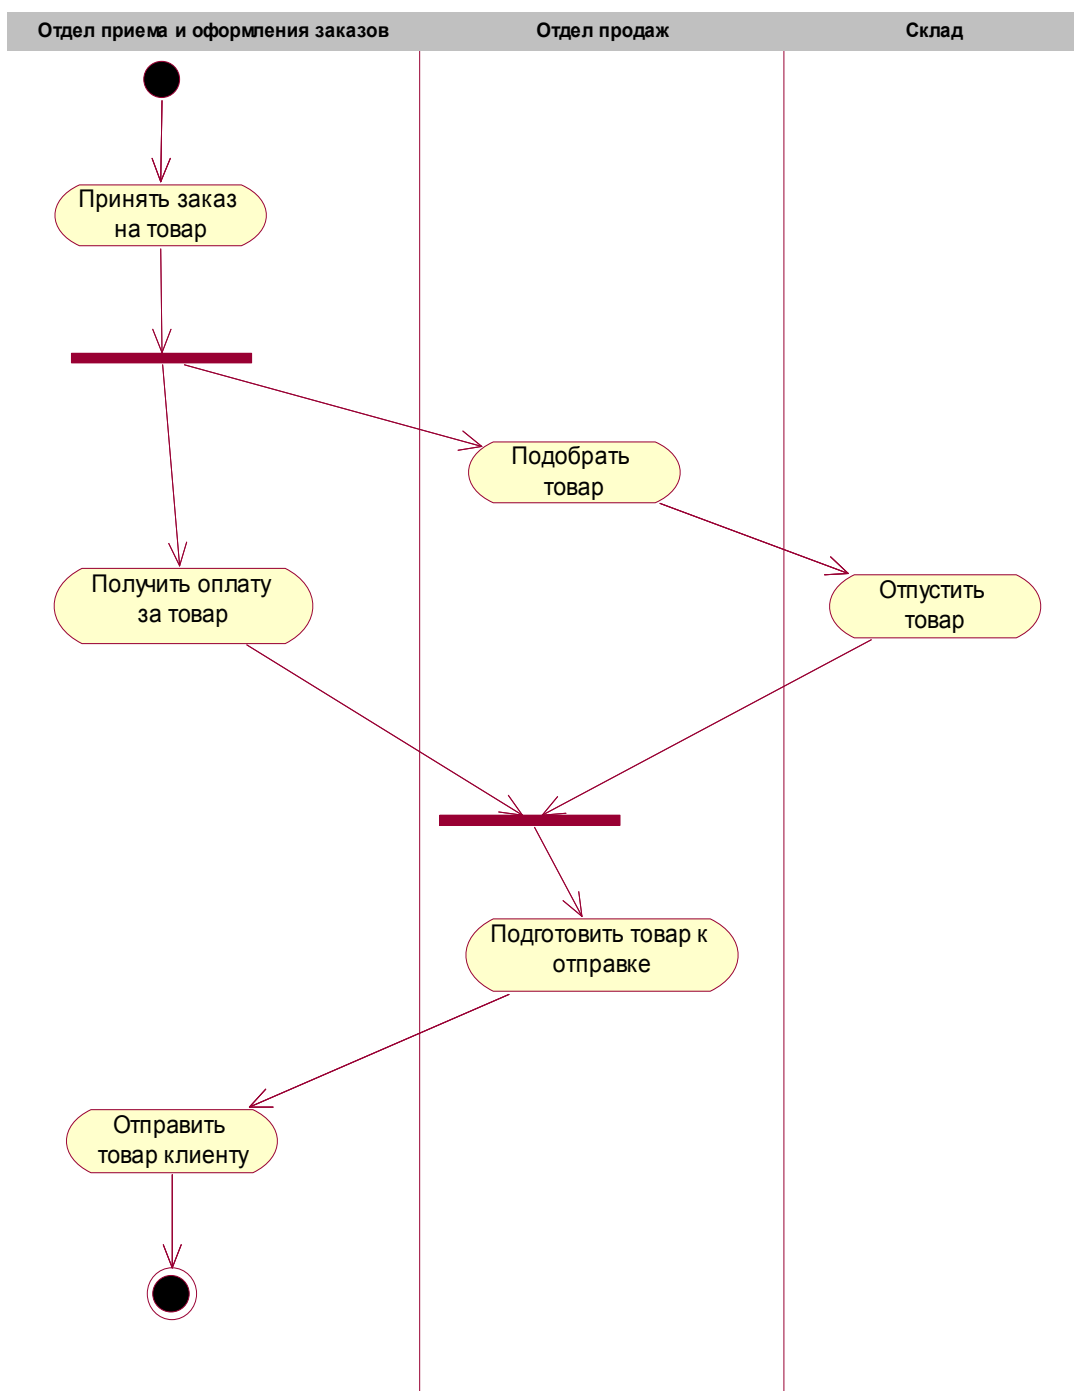 Отдел приема и оформления заказов
Отдел продаж
Склад
Принять заказ
на товар
Подобрать
товар
Получить оплату
за товар
Отпустить
товар
Подготовить товар к
отправке
Отправить
товар клиенту